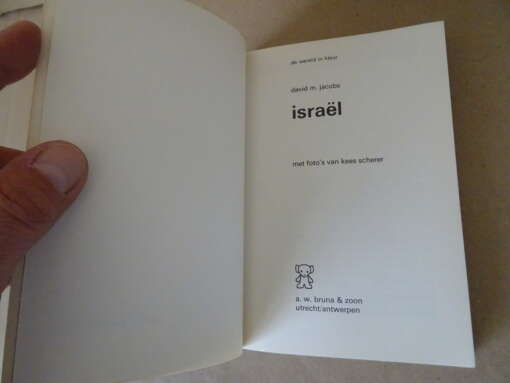 de wereld in kleur
david m. jacobs
israël
met foto's van kees scherer
a. w. bruna & zoon
utrecht/antwerpen